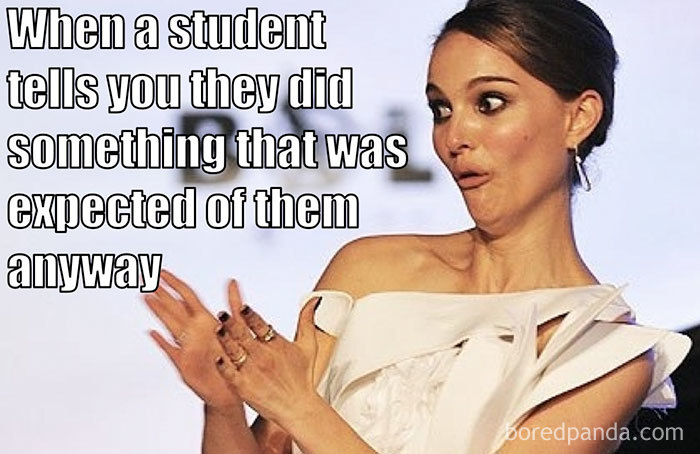 When a student
tells you they did
something that was
expected of them
anyway
boredpanda.com